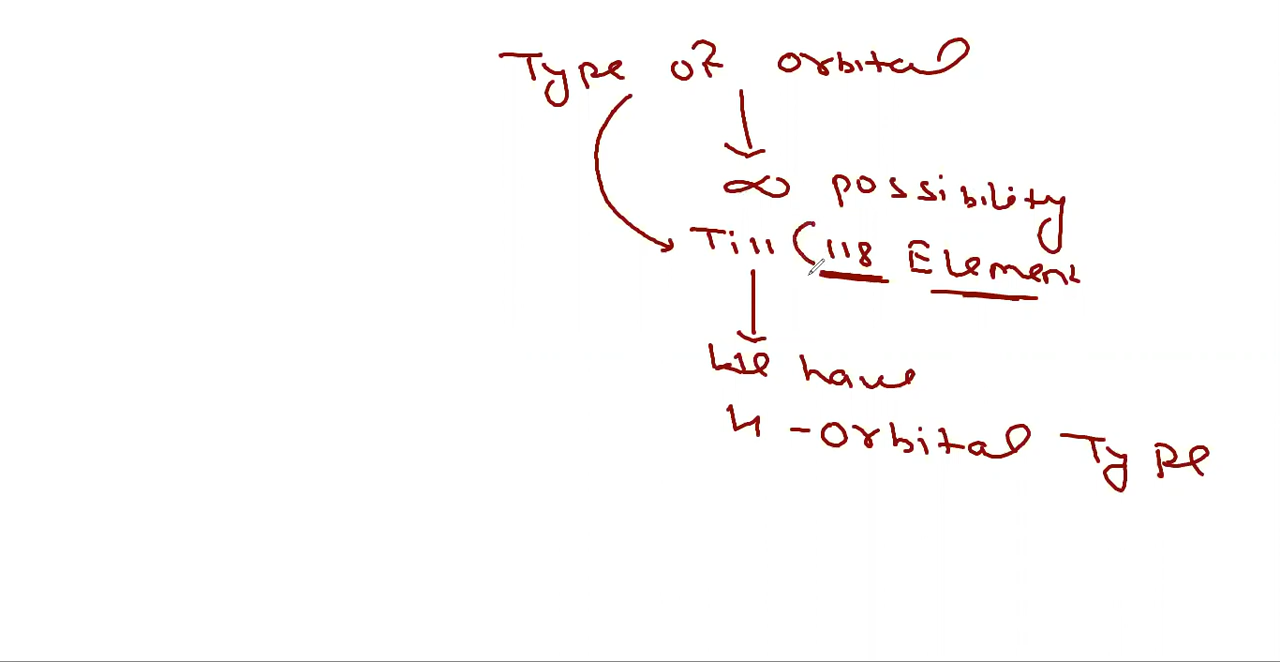 Type of orbital
∞ possibility
Till (118 Element
We have
4 - orbital Type